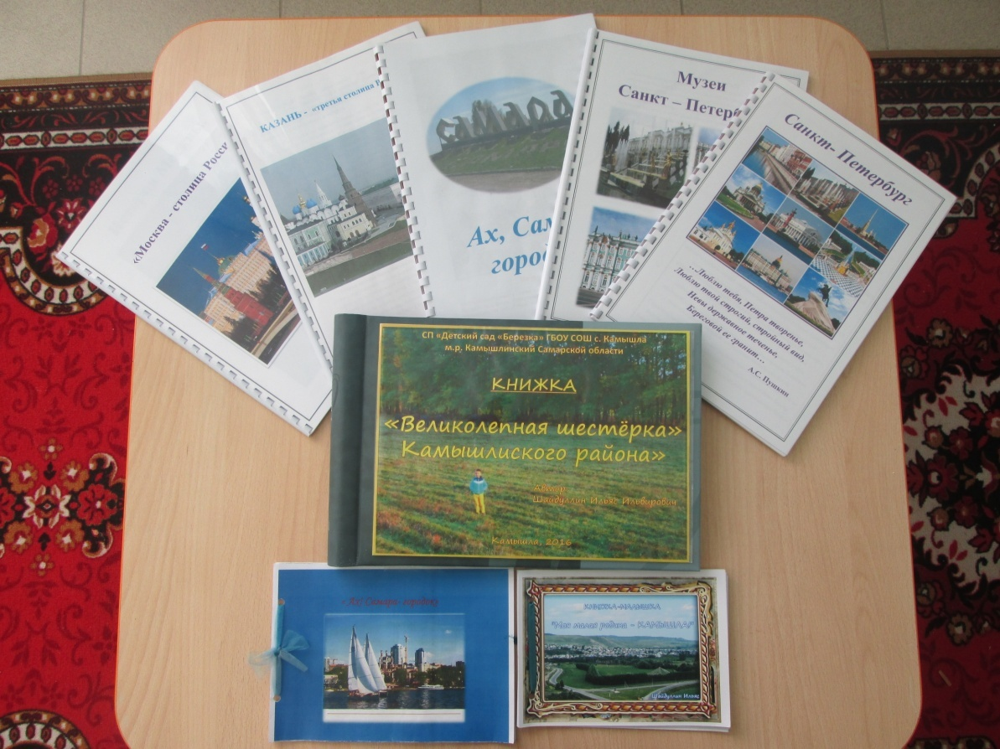 «Москва - столица Росси
КАЗАНЬ - «третья столица Р
Ах, Сам
город
Музеи
Санкт – Петерб
Санкт- Петербург
…Люблю тебя, Петра творенье,
Люблю твой строгий, стройный вид,
Невы державное теченье,
Береговой ее гранит…
А.С. Пушкин
СП «Детский сад «Березка» ГБОУ СОШ с. Камышла
м.р. Камышлинский Самарской области
КНИЖКА
«Великолепная шестёрка»
Камышлиского района»
Автор:
Шайдуллин Ильяс Ильвирович
Камышла, 2016
«Ах, Самара- городок»
КНИЖКА-МАЛЫШКА
"Моя малая родина – КАМЫШЛА!"
Шайдуллин Ильяс